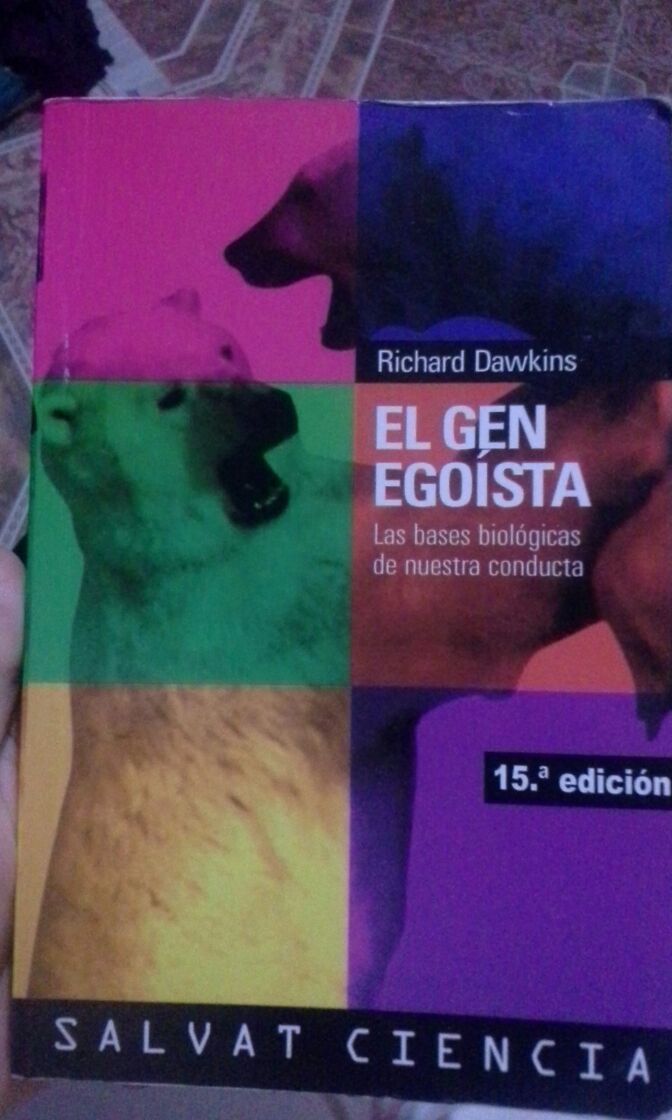 Richard Dawkins
EL GEN
EGOÍSTA
Las bases biológicas
de nuestra conducta
15.ª edición
SALVAT CIENCIA